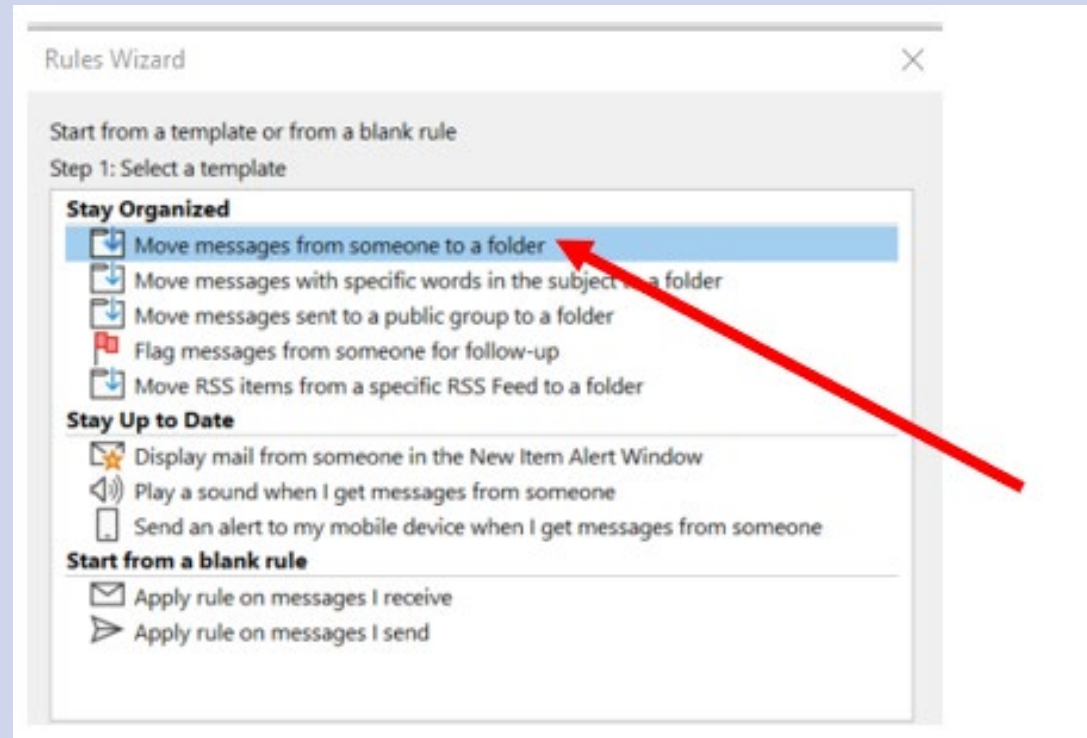 Rules Wizard
Start from a template or from a blank rule
Step 1: Select a template
Stay Organized
Move messages from someone to a folder
Move messages with specific words in the subject to a folder
Move messages sent to a public group to a folder
Flag messages from someone for follow-up
Move RSS items from a specific RSS Feed to a folder
Stay Up to Date
Display mail from someone in the New Item Alert Window
Play a sound when I get messages from someone
Send an alert to my mobile device when I get messages from someone
Start from a blank rule
Apply rule on messages I receive
Apply rule on messages I send